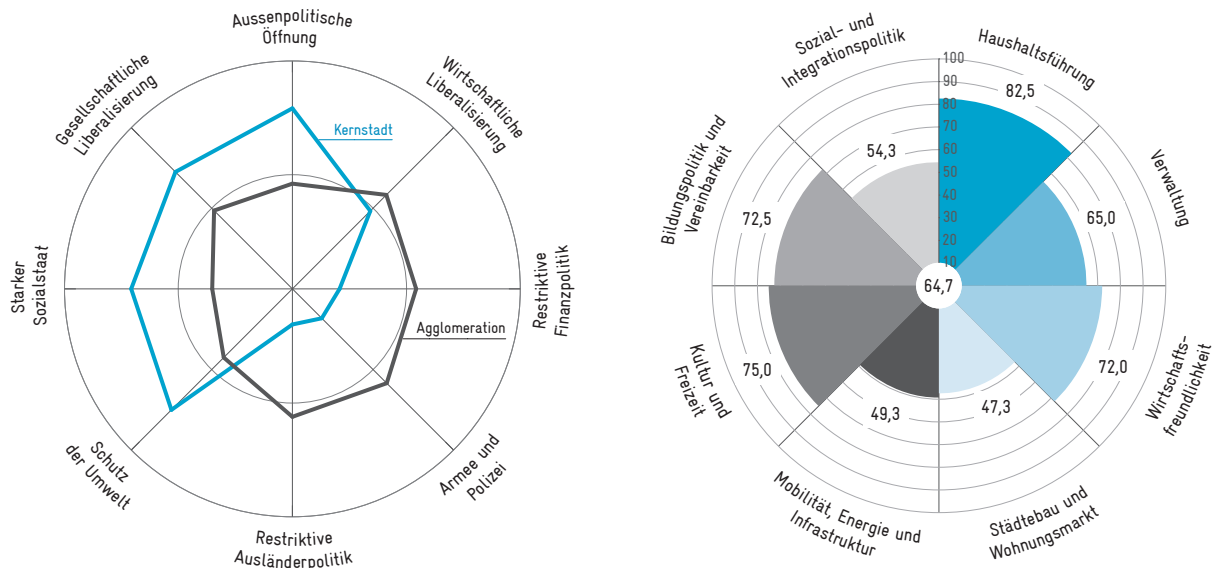 Aussenpolitische
Öffnung
Wirtschaftliche
Liberalisierung
Restriktive
Finanzpolitik
Armee und
Polizei
Restriktive
Ausländerpolitik
Schutz
der Umwelt
Starker
Sozialstaat
Gesellschaftliche
Liberalisierung
Kernstadt
Agglomeration
Sozial- und
Integrationspolitik
Haushaltsführung
Verwaltung
Wirtschafts-
freundlichkeit
Städtebau und
Wohnungsmarkt
Mobilität, Energie und
Infrastruktur
Kultur und
Freizeit
Bildungspolitik und
Vereinbarkeit
100
90
80
70
60
50
40
30
20
10
82,5
65,0
72,0
47,3
49,3
75,0
72,5
54,3
64,7